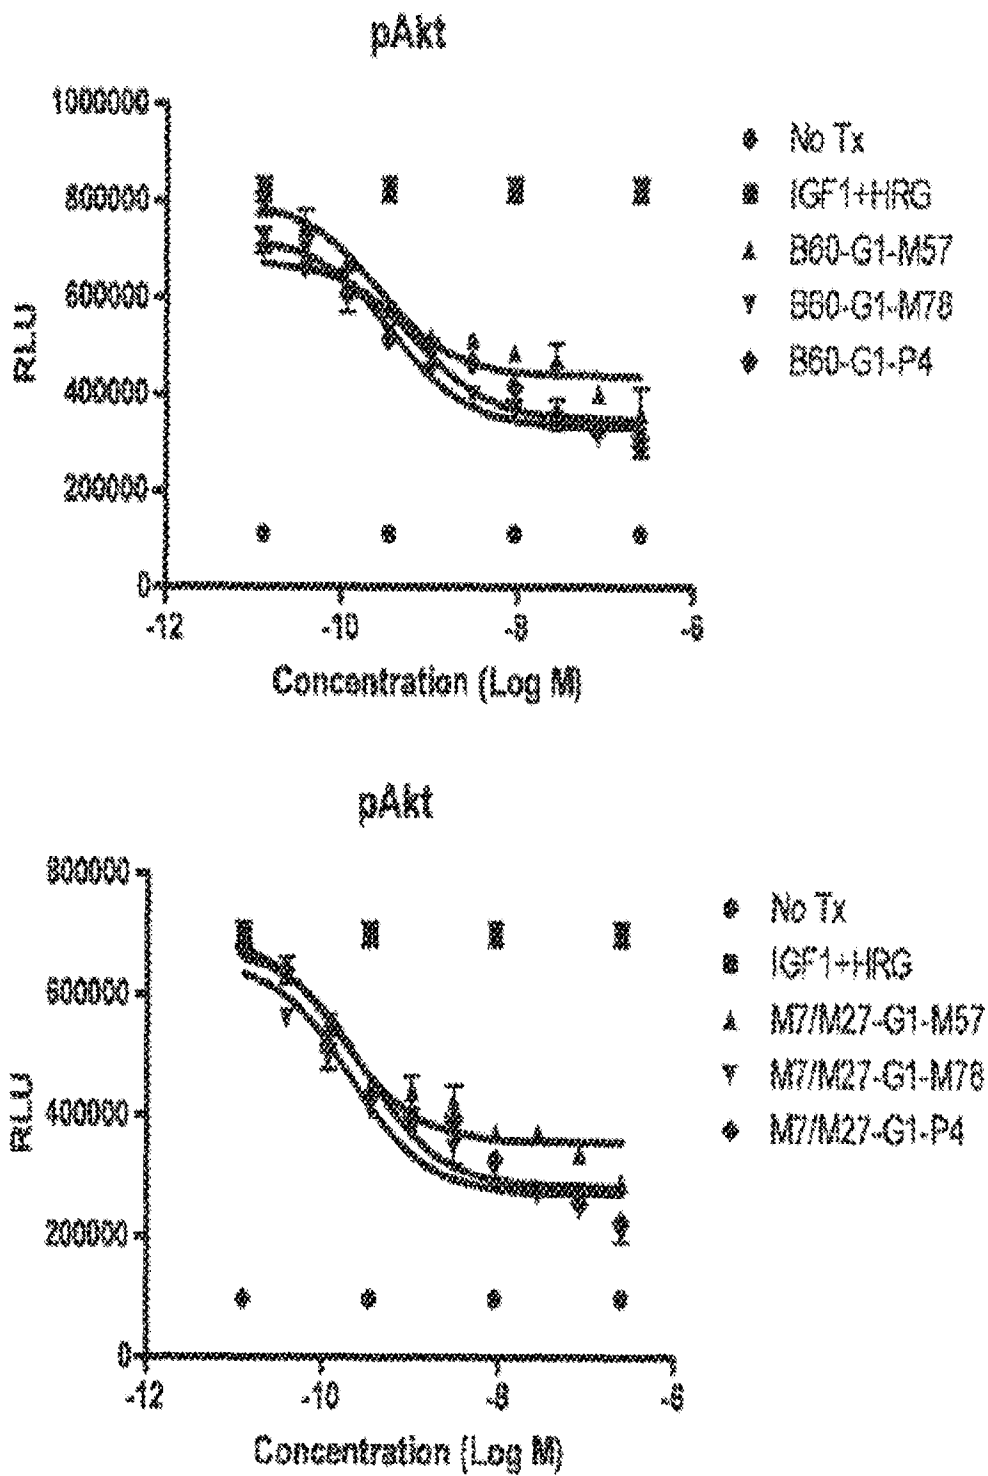 pAkt
1000000
800000
600000
400000
200000
0
RLU
-12
-10
-8
-6
Concentration (Log M)
No Tx
IGF1+HRG
B60-G1-M57
B60-G1-M78
B60-G1-P4
pAkt
800000
600000
400000
200000
0
RLU
-12
-10
-8
-6
Concentration (Log M)
No Tx
IGF1+HRG
M7/M27-G1-M57
M7/M27-G1-M78
M7/M27-G1-P4